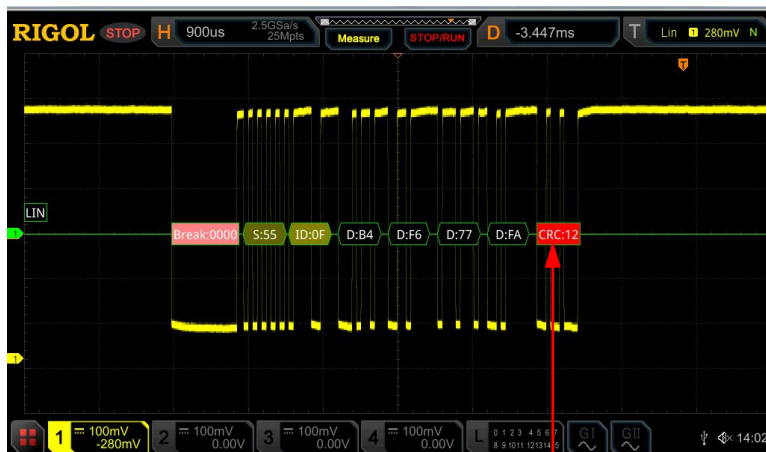 RIGOL STOP H 900us 2.5GSa/s 25Mpts Measure STOP/RUN D -3.447ms T Lin 1 280mV N
T
LIN
1 Break:0000 S:55 ID:0F D:B4 D:F6 D:77 D:FA CRC:12
1
1 100mV -280mV 2 100mV 0.00V 3 100mV 0.00V 4 100mV 0.00V L 0 1 2 3 4 5 6 7 8 9 10 11 12 13 14 15 GI GII 14:02